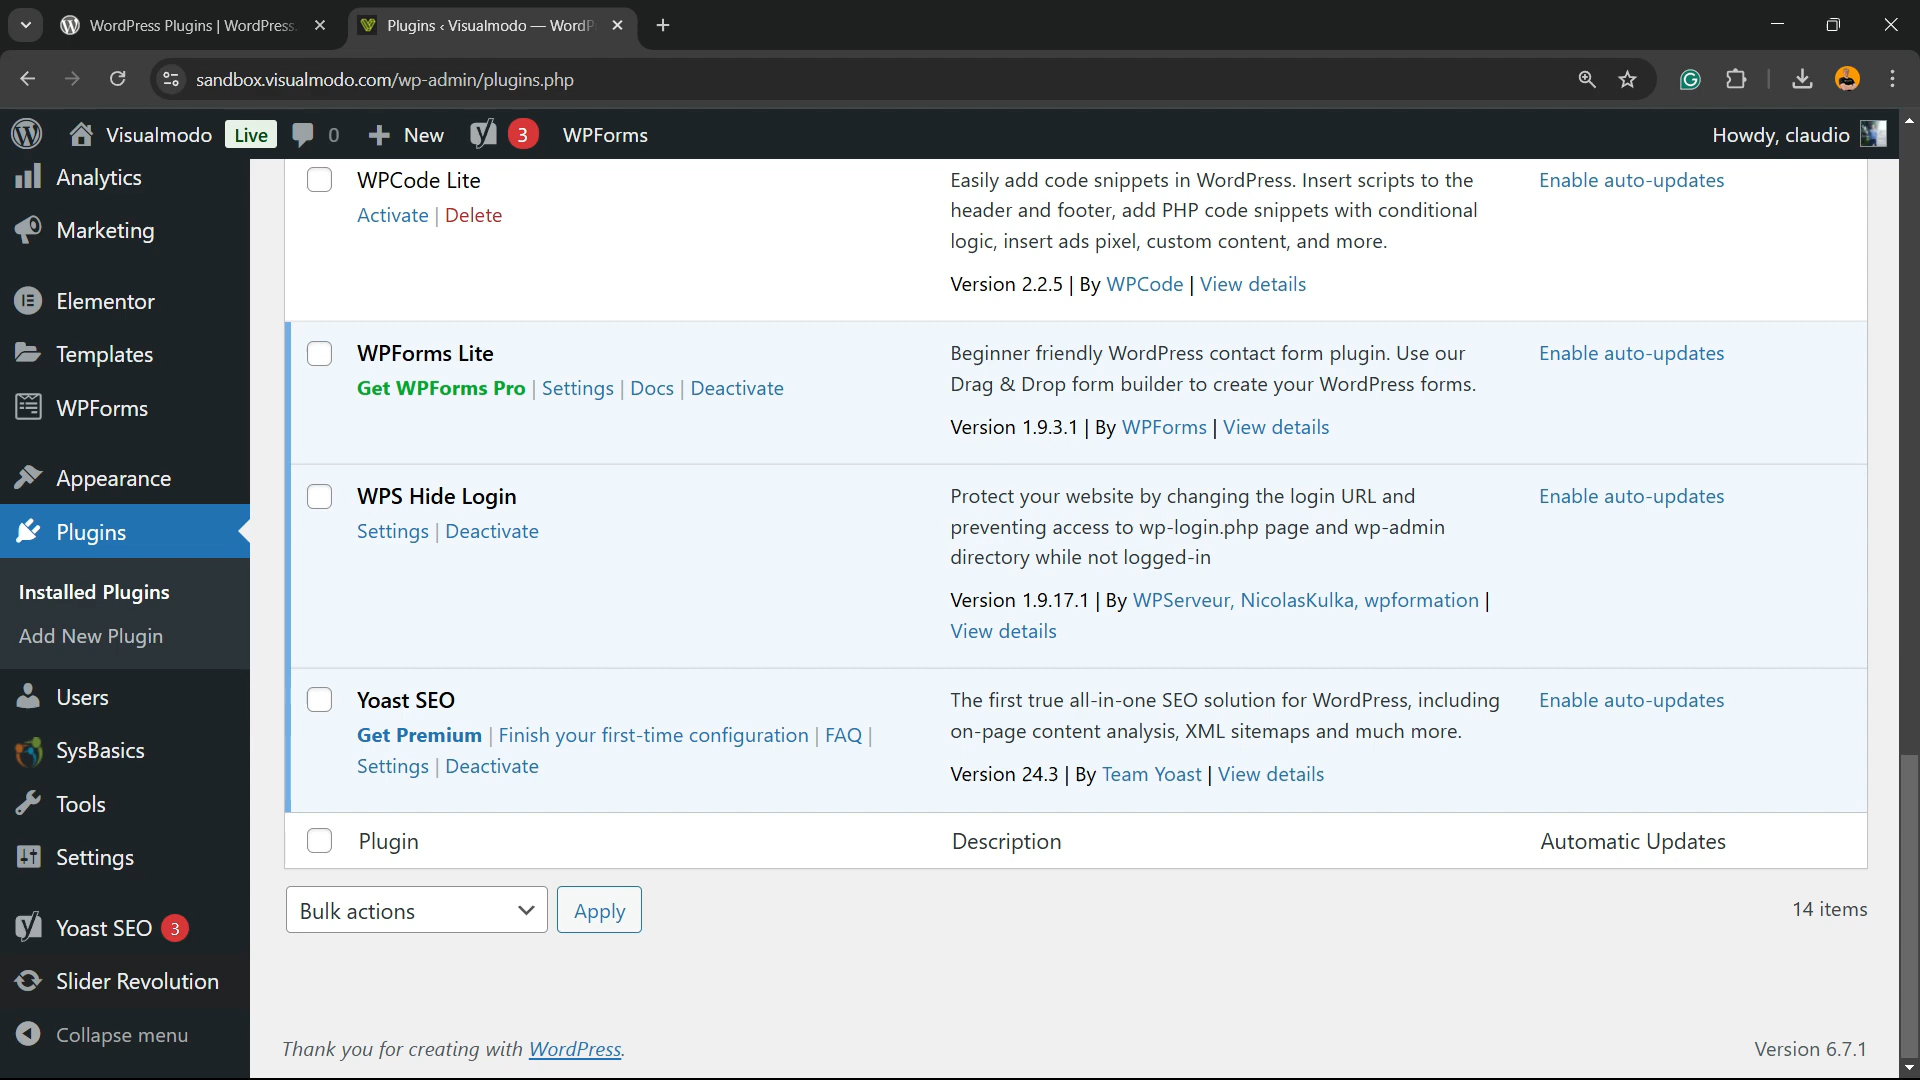 WordPress Plugins | WordPress.
Plugins ‹ Visualmodo — WordP
sandbox.visualmodo.com/wp-admin/plugins.php
Visualmodo Live 0 New 3 WPForms Howdy, claudio
Analytics
Marketing
Elementor
Templates
WPForms
Appearance
Plugins
Installed Plugins
Add New Plugin
Users
SysBasics
Tools
Settings
Yoast SEO 3
Slider Revolution
Collapse menu
WPCode Lite
Activate | Delete
Easily add code snippets in WordPress. Insert scripts to the
header and footer, add PHP code snippets with conditional
logic, insert ads pixel, custom content, and more.
Version 2.2.5 | By WPCode | View details
Enable auto-updates
WPForms Lite
Get WPForms Pro | Settings | Docs | Deactivate
Beginner friendly WordPress contact form plugin. Use our
Drag & Drop form builder to create your WordPress forms.
Version 1.9.3.1 | By WPForms | View details
Enable auto-updates
WPS Hide Login
Settings | Deactivate
Protect your website by changing the login URL and
preventing access to wp-login.php page and wp-admin
directory while not logged-in
Version 1.9.17.1 | By WPServeur, NicolasKulka, wpformation |
View details
Enable auto-updates
Yoast SEO
Get Premium | Finish your first-time configuration | FAQ |
Settings | Deactivate
The first true all-in-one SEO solution for WordPress, including
on-page content analysis, XML sitemaps and much more.
Version 24.3 | By Team Yoast | View details
Enable auto-updates
Plugin Description Automatic Updates
Bulk actions Apply 14 items
Thank you for creating with WordPress. Version 6.7.1